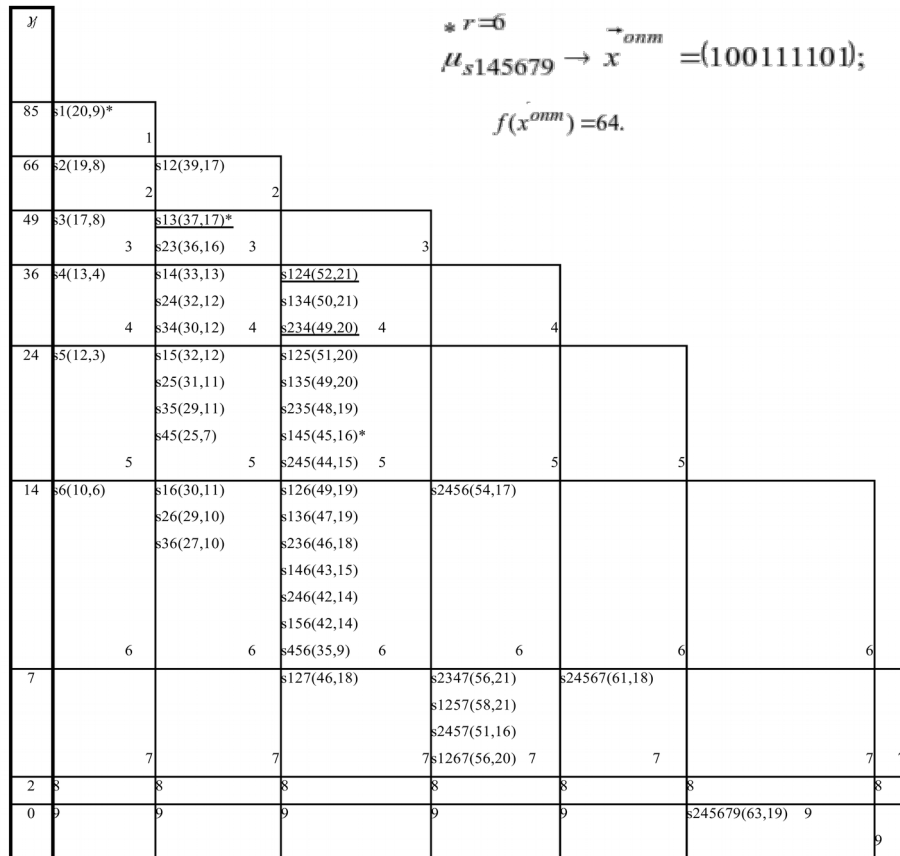 γ
* r=6
μ s145679 → x⃗ onm =(100111101);
f(x onm) =64.
85 s1(20,9)*
1
66 s2(19,8) s12(39,17)
2 2
49 s3(17,8) s13(37,17)*
3 s23(36,16) 3 3
36 s4(13,4) s14(33,13) s124(52,21)
s24(32,12) s134(50,21)
4 s34(30,12) 4 s234(49,20) 4 4
24 s5(12,3) s15(32,12) s125(51,20)
s25(31,11) s135(49,20)
s35(29,11) s235(48,19)
s45(25,7) s145(45,16)*
5 5 s245(44,15) 5 5 5
14 s6(10,6) s16(30,11) s126(49,19) s2456(54,17)
s26(29,10) s136(47,19)
s36(27,10) s236(46,18)
s146(43,15)
s246(42,14)
s156(42,14)
6 6 s456(35,9) 6 6 6 6
7 s127(46,18) s2347(56,21) s24567(61,18)
s1257(58,21)
s2457(51,16)
7 7 7 s1267(56,20) 7 7 7
2 8 8 8 8 8 8 8
0 9 9 9 9 9 s245679(63,19) 9
9